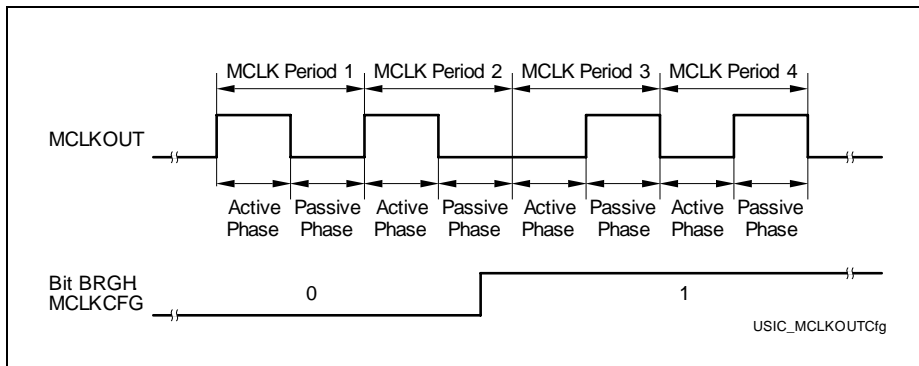 MCLK Period 1 MCLK Period 2 MCLK Period 3 MCLK Period 4
MCLKOUT
Active Passive Active Passive Active Passive Active Passive
Phase Phase Phase Phase Phase Phase Phase Phase
Bit BRGH.
MCLKCFG
0 1
USIC_MCLKOUTCfg